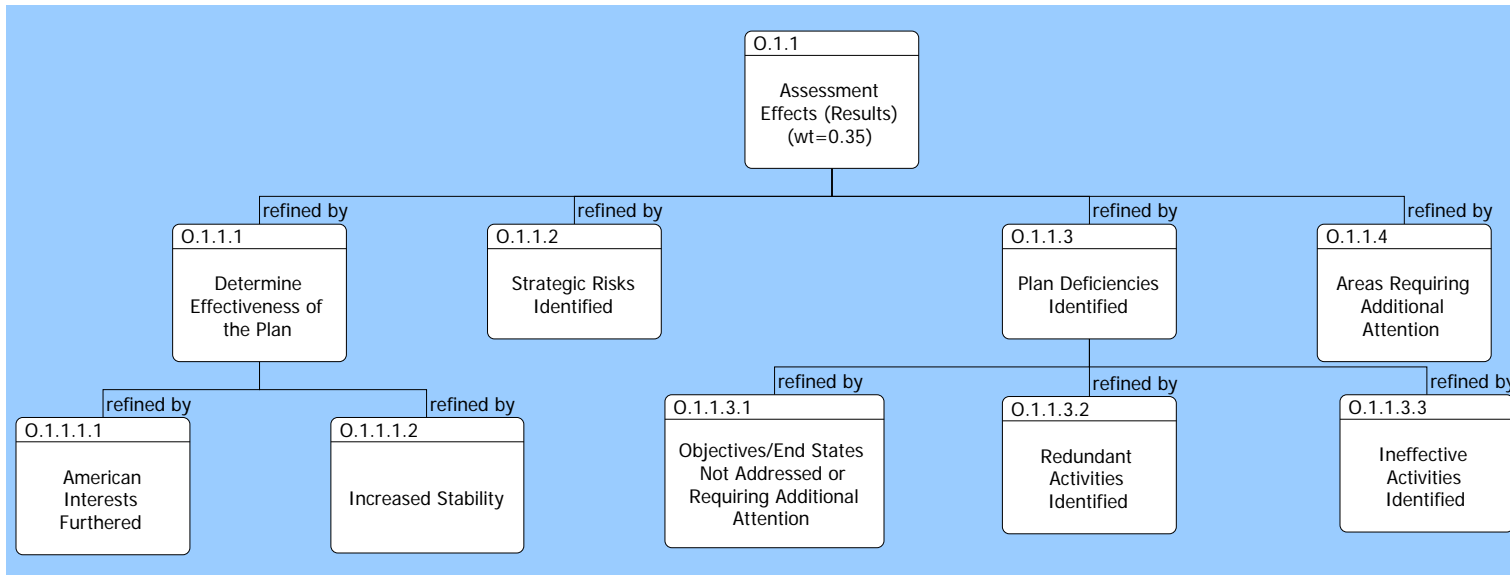 O.1.1
Assessment
Effects (Results)
(wt=0.35)
refined by
refined by
refined by
refined by
O.1.1.1
Determine
Effectiveness of
the Plan
O.1.1.2
Strategic Risks
Identified
O.1.1.3
Plan Deficiencies
Identified
O.1.1.4
Areas Requiring
Additional
Attention
refined by
refined by
refined by
refined by
refined by
O.1.1.1.1
American
Interests
Furthered
O.1.1.1.2
Increased Stability
O.1.1.3.1
Objectives/End States
Not Addressed or
Requiring Additional
Attention
O.1.1.3.2
Redundant
Activities
Identified
O.1.1.3.3
Ineffective
Activities
Identified